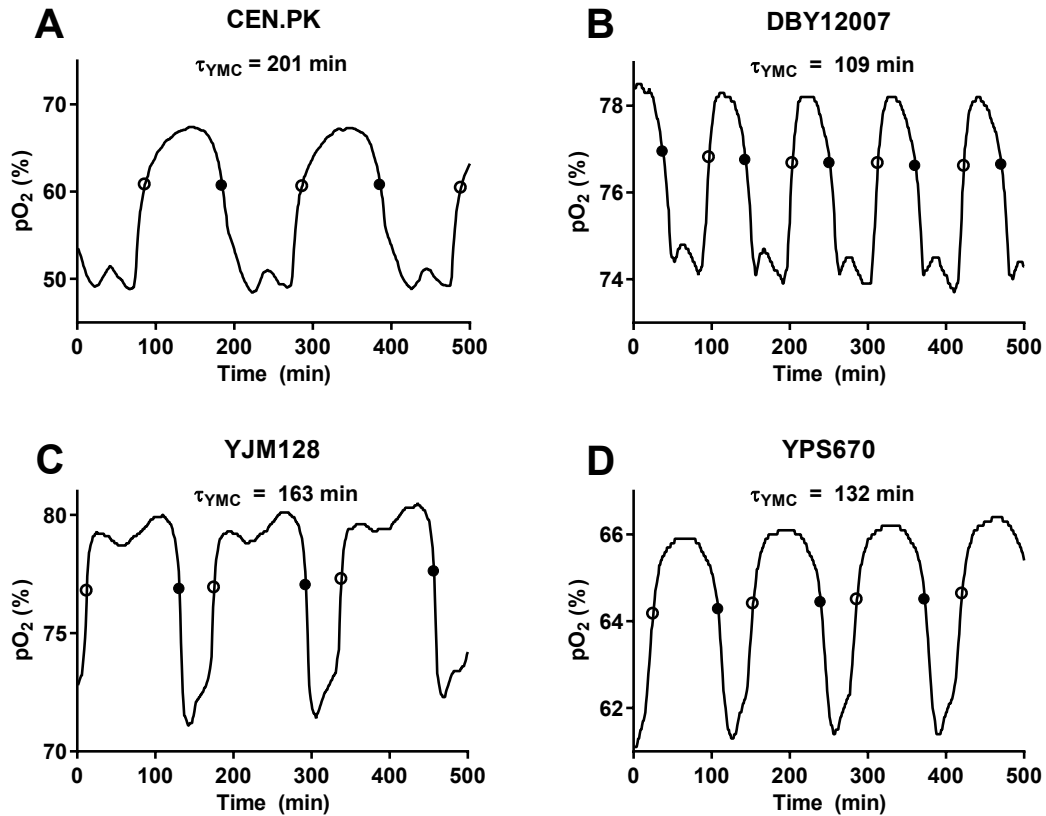 A
CEN.PK
τYMC = 201 min
pO2 (%)
70
60
50
0 100 200 300 400 500
Time (min)
B
DBY12007
τYMC = 109 min
pO2 (%)
78
76
74
0 100 200 300 400 500
Time (min)
C
YJM128
τYMC = 163 min
pO2 (%)
80
75
70
0 100 200 300 400 500
Time (min)
D
YPS670
τYMC = 132 min
pO2 (%)
66
64
62
0 100 200 300 400 500
Time (min)